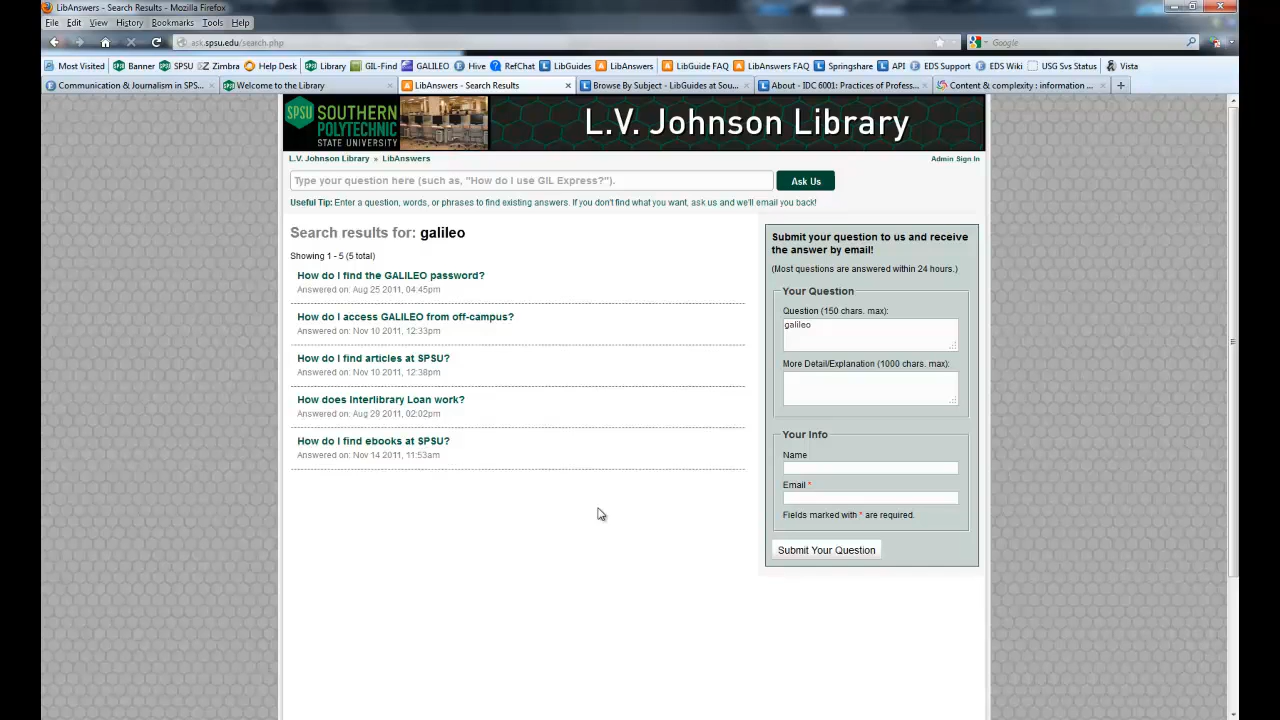 LibAnswers - Search Results - Mozilla Firefox
File Edit View History Bookmarks Tools Help
ask.spsu.edu/search.php
Google
Most Visited Banner SPSU Zimbra Help Desk Library GIL-Find GALILEO Hive RefChat LibGuides LibAnswers LibGuide FAQ LibAnswers FAQ Springshare API EDS Support EDS Wiki USG Svs Status Vista
Communication & Journalism in SPS... Welcome to the Library LibAnswers - Search Results Browse By Subject - LibGuides at Sou... About - IDC 6001: Practices of Profess... Content & complexity : information ...
SPSU SOUTHERN POLYTECHNIC STATE UNIVERSITY
L.V. Johnson Library
L.V. Johnson Library » LibAnswers
Admin Sign In
Type your question here (such as, "How do I use GIL Express?").
Ask Us
Useful Tip: Enter a question, words, or phrases to find existing answers. If you don't find what you want, ask us and we'll email you back!
Search results for: galileo
Showing 1 - 5 (5 total)
How do I find the GALILEO password?
Answered on: Aug 25 2011, 04:45pm
How do I access GALILEO from off-campus?
Answered on: Nov 10 2011, 12:33pm
How do I find articles at SPSU?
Answered on: Nov 10 2011, 12:38pm
How does Interlibrary Loan work?
Answered on: Aug 29 2011, 02:02pm
How do I find ebooks at SPSU?
Answered on: Nov 14 2011, 11:53am
Submit your question to us and receive
the answer by email!
(Most questions are answered within 24 hours.)
Your Question
Question (150 chars. max):
galileo
More Detail/Explanation (1000 chars. max):
Your Info
Name
Email *
Fields marked with * are required.
Submit Your Question